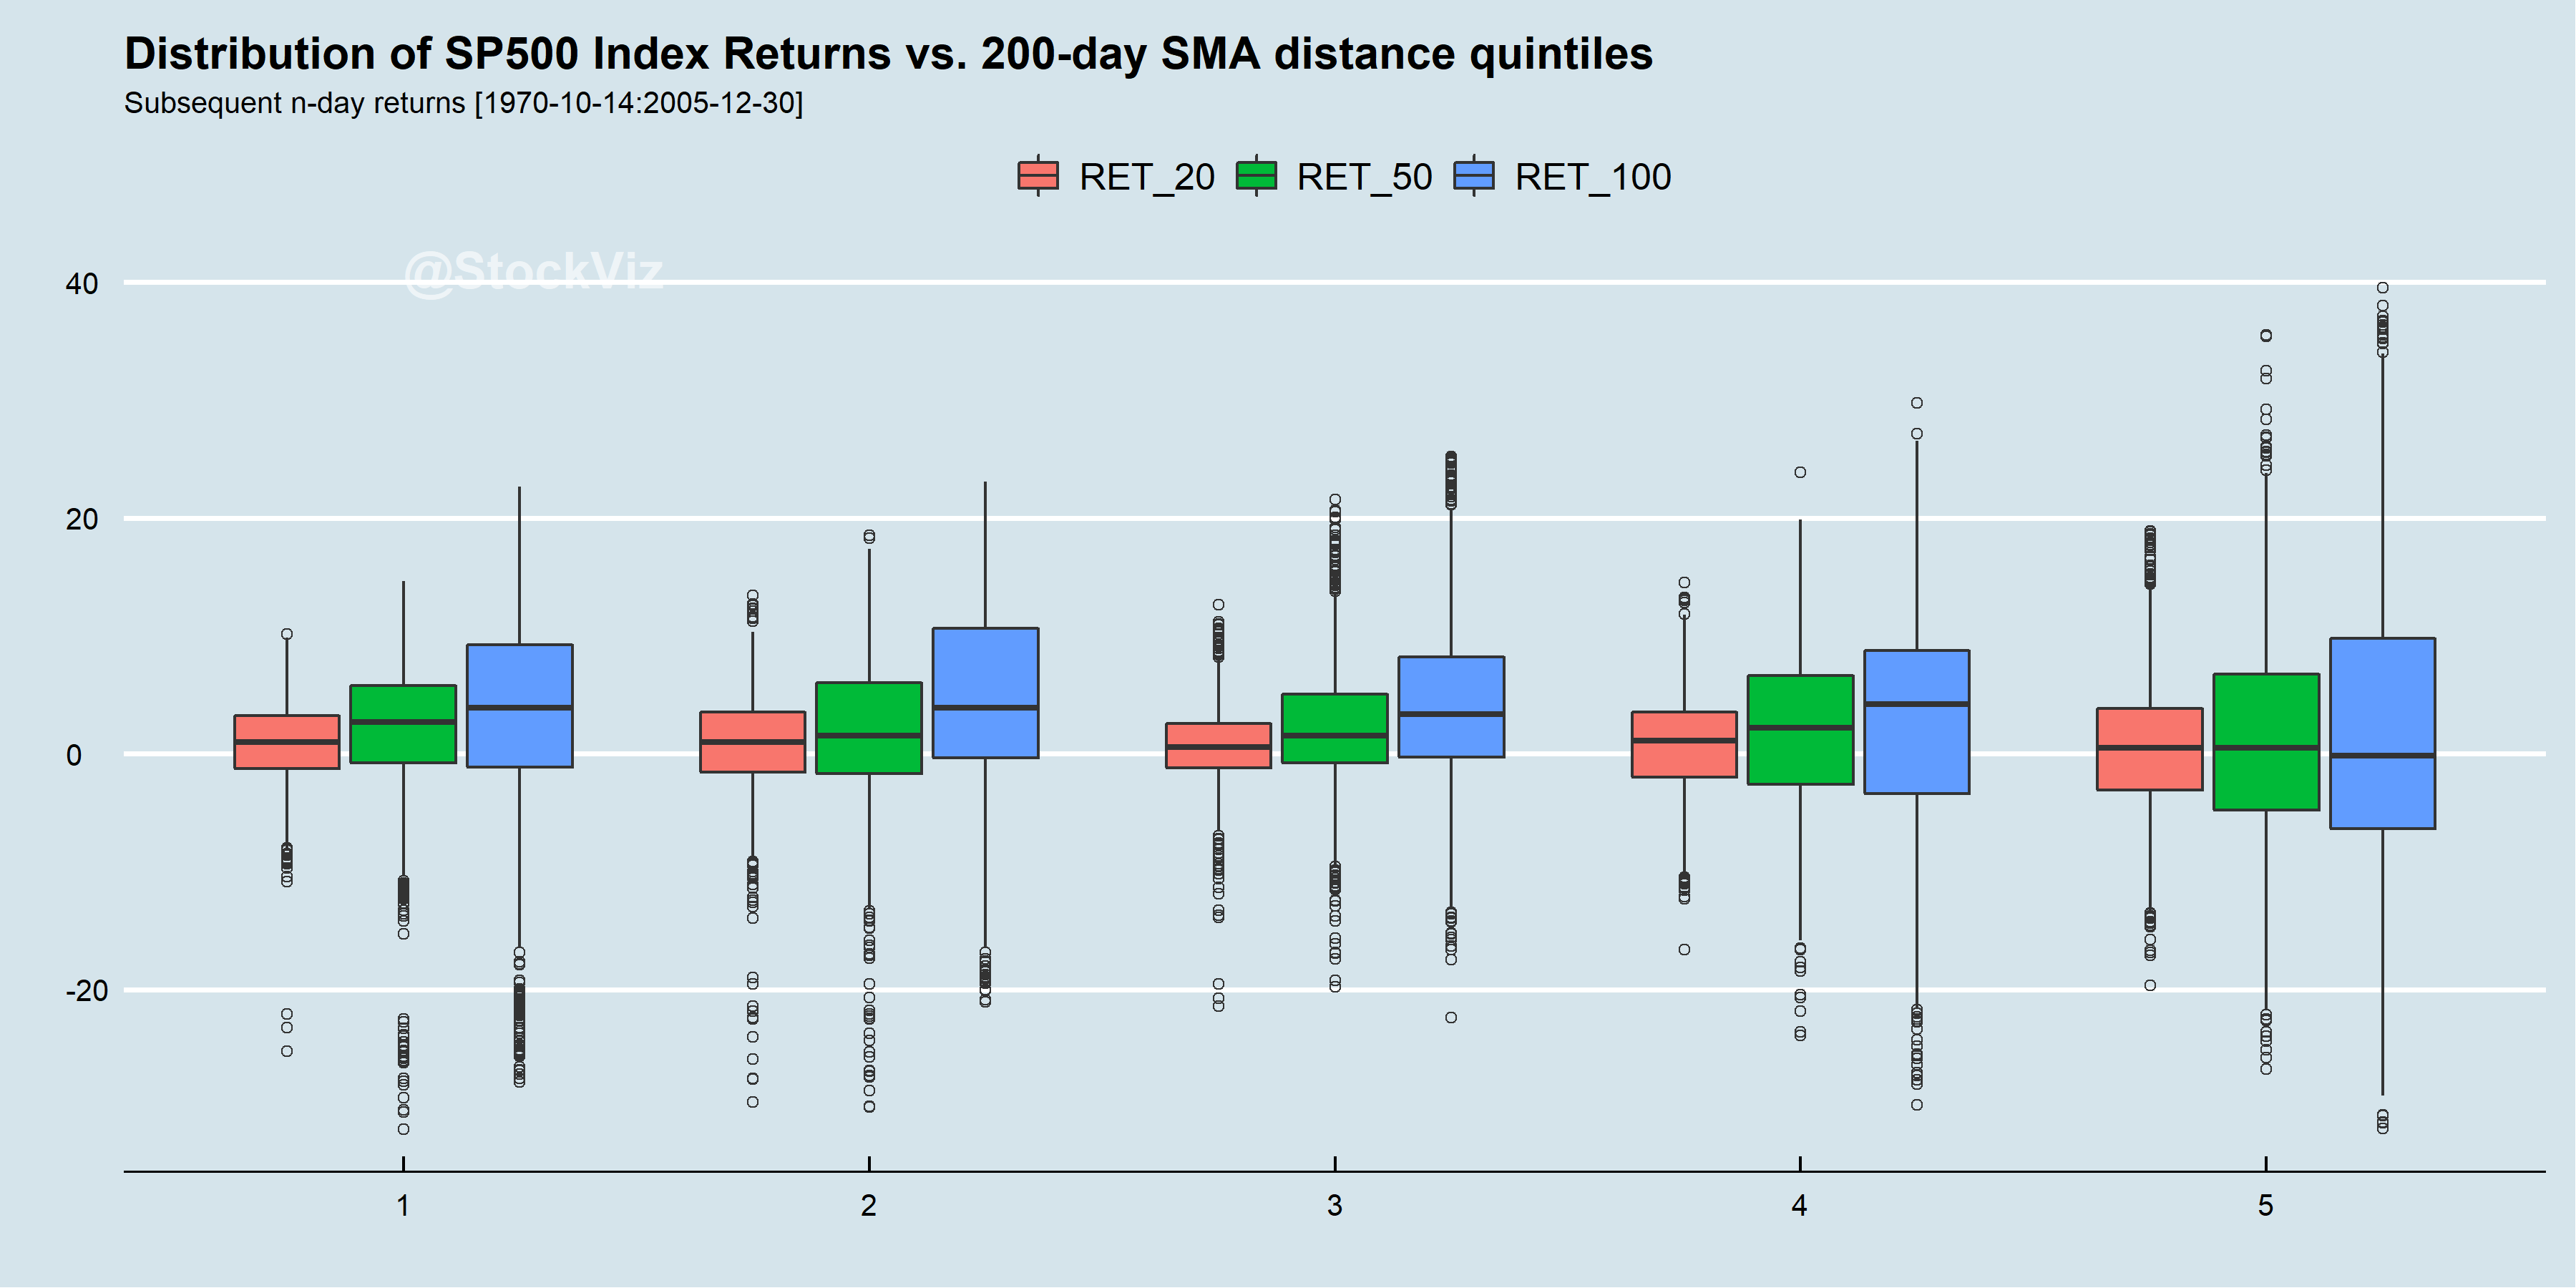 Distribution of SP500 Index Returns vs. 200-day SMA distance quintiles
Subsequent n-day returns [1970-10-14:2005-12-30]
RET_20 RET_50 RET_100
@StockViz
40
20
0
-20
1 2 3 4 5